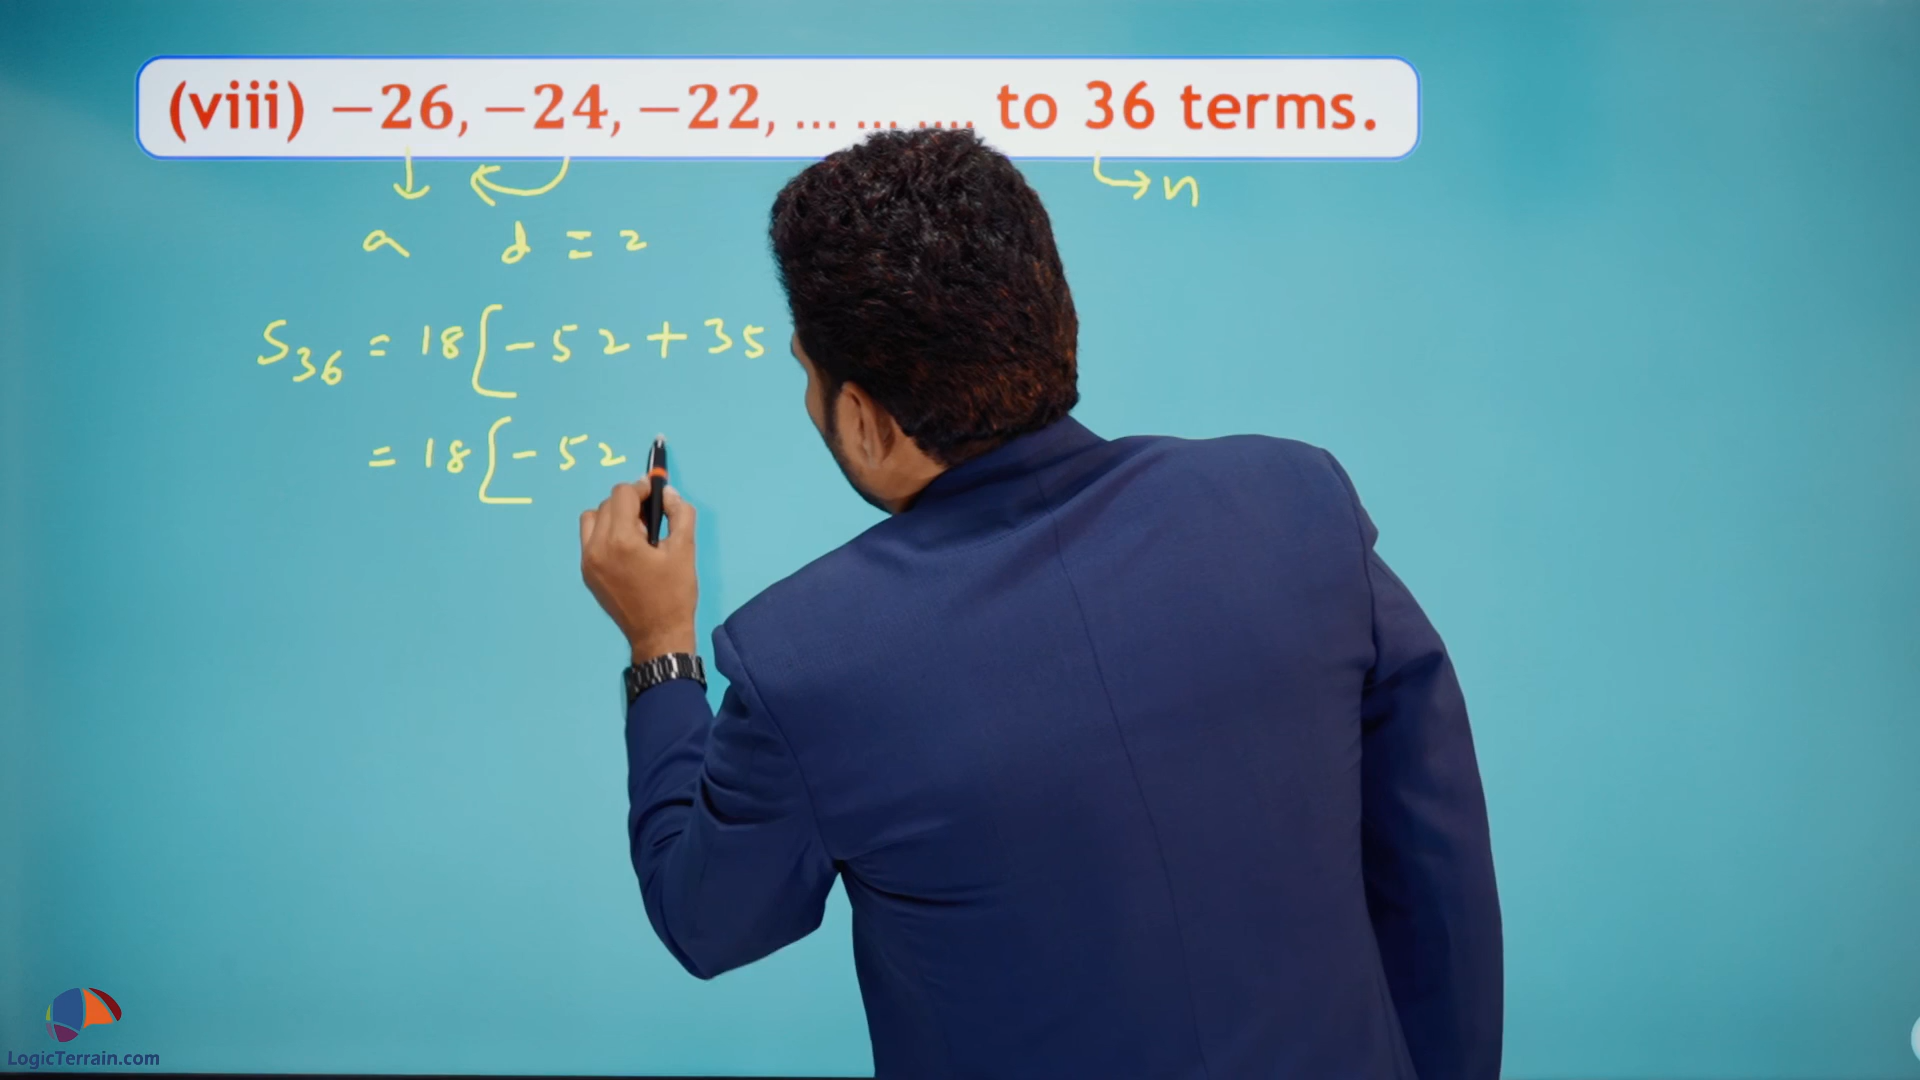 (viii) −26, −24, −22, ... ... .... to 36 terms.
n
a d = 2
S₃₆ = 18[−52+35
= 18[−52
LogicTerrain.com